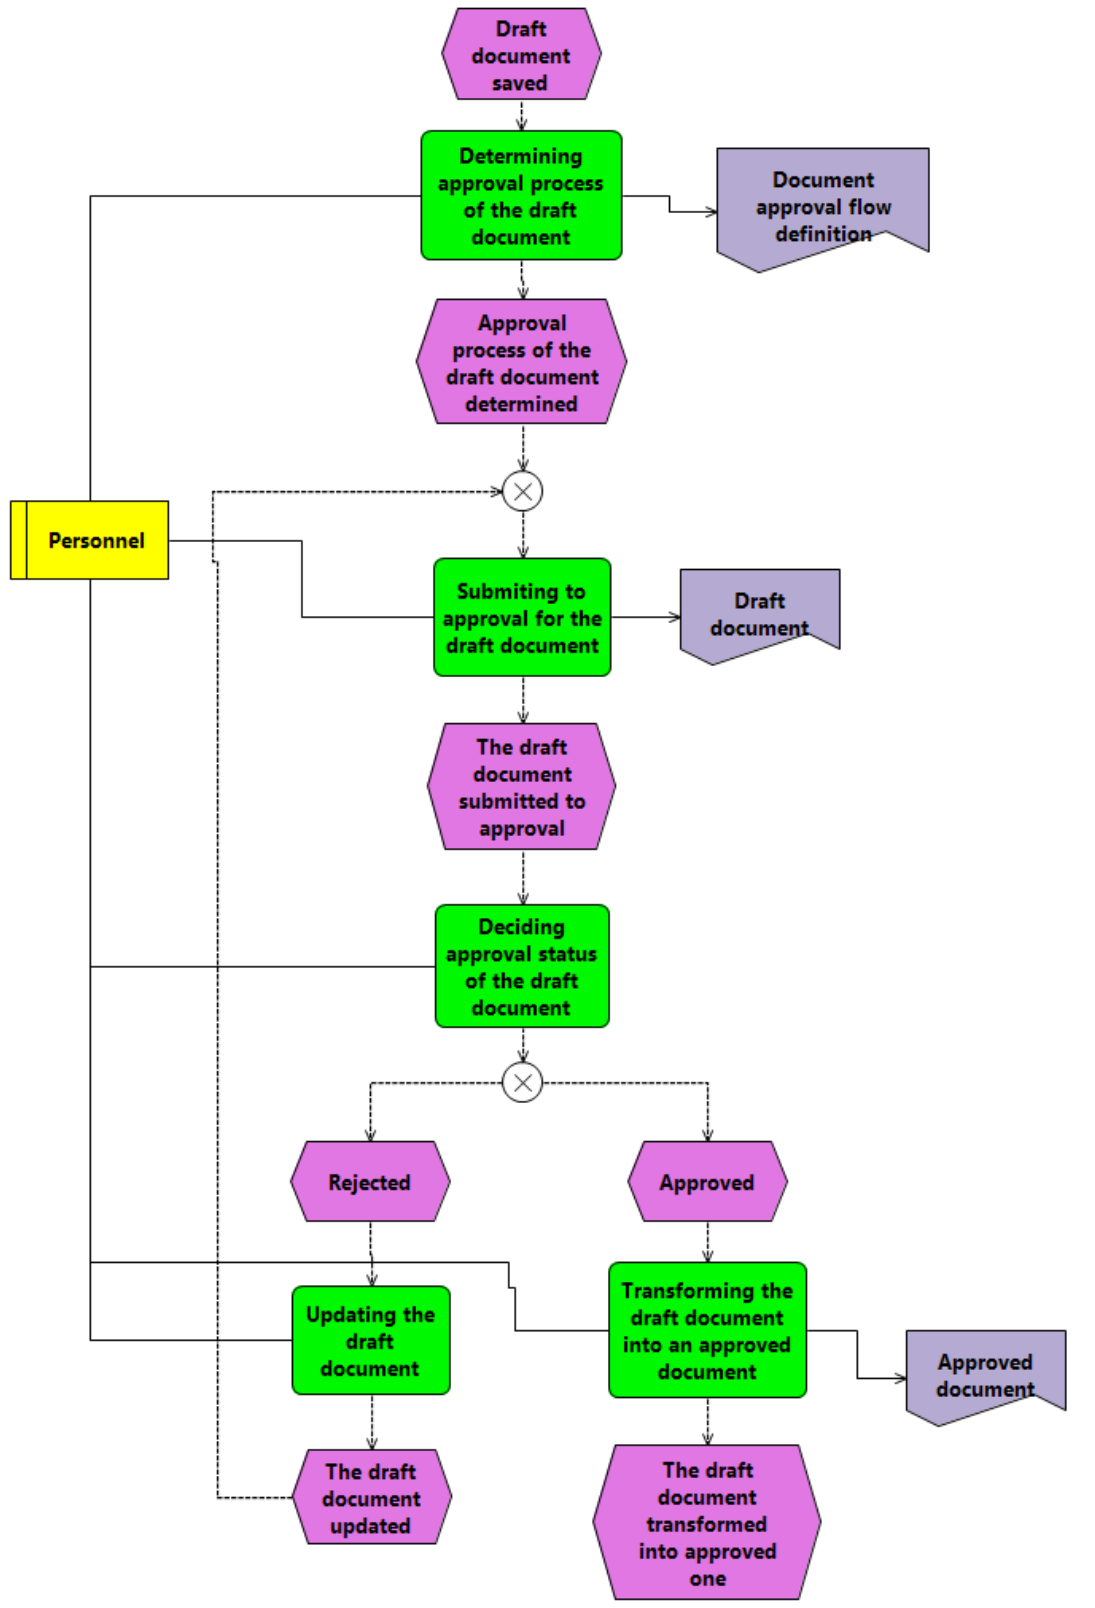 Draft
document
saved
Determining
approval process
of the draft
document
Document
approval flow
definition
Approval
process of the
draft document
determined
Personnel
Submiting to
approval for the
draft document
Draft
document
The draft
document
submitted to
approval
Deciding
approval status
of the draft
document
Rejected
Approved
Updating the
draft
document
Transforming the
draft document
into an approved
document
Approved
document
The draft
document
updated
The draft
document
transformed
into approved
one